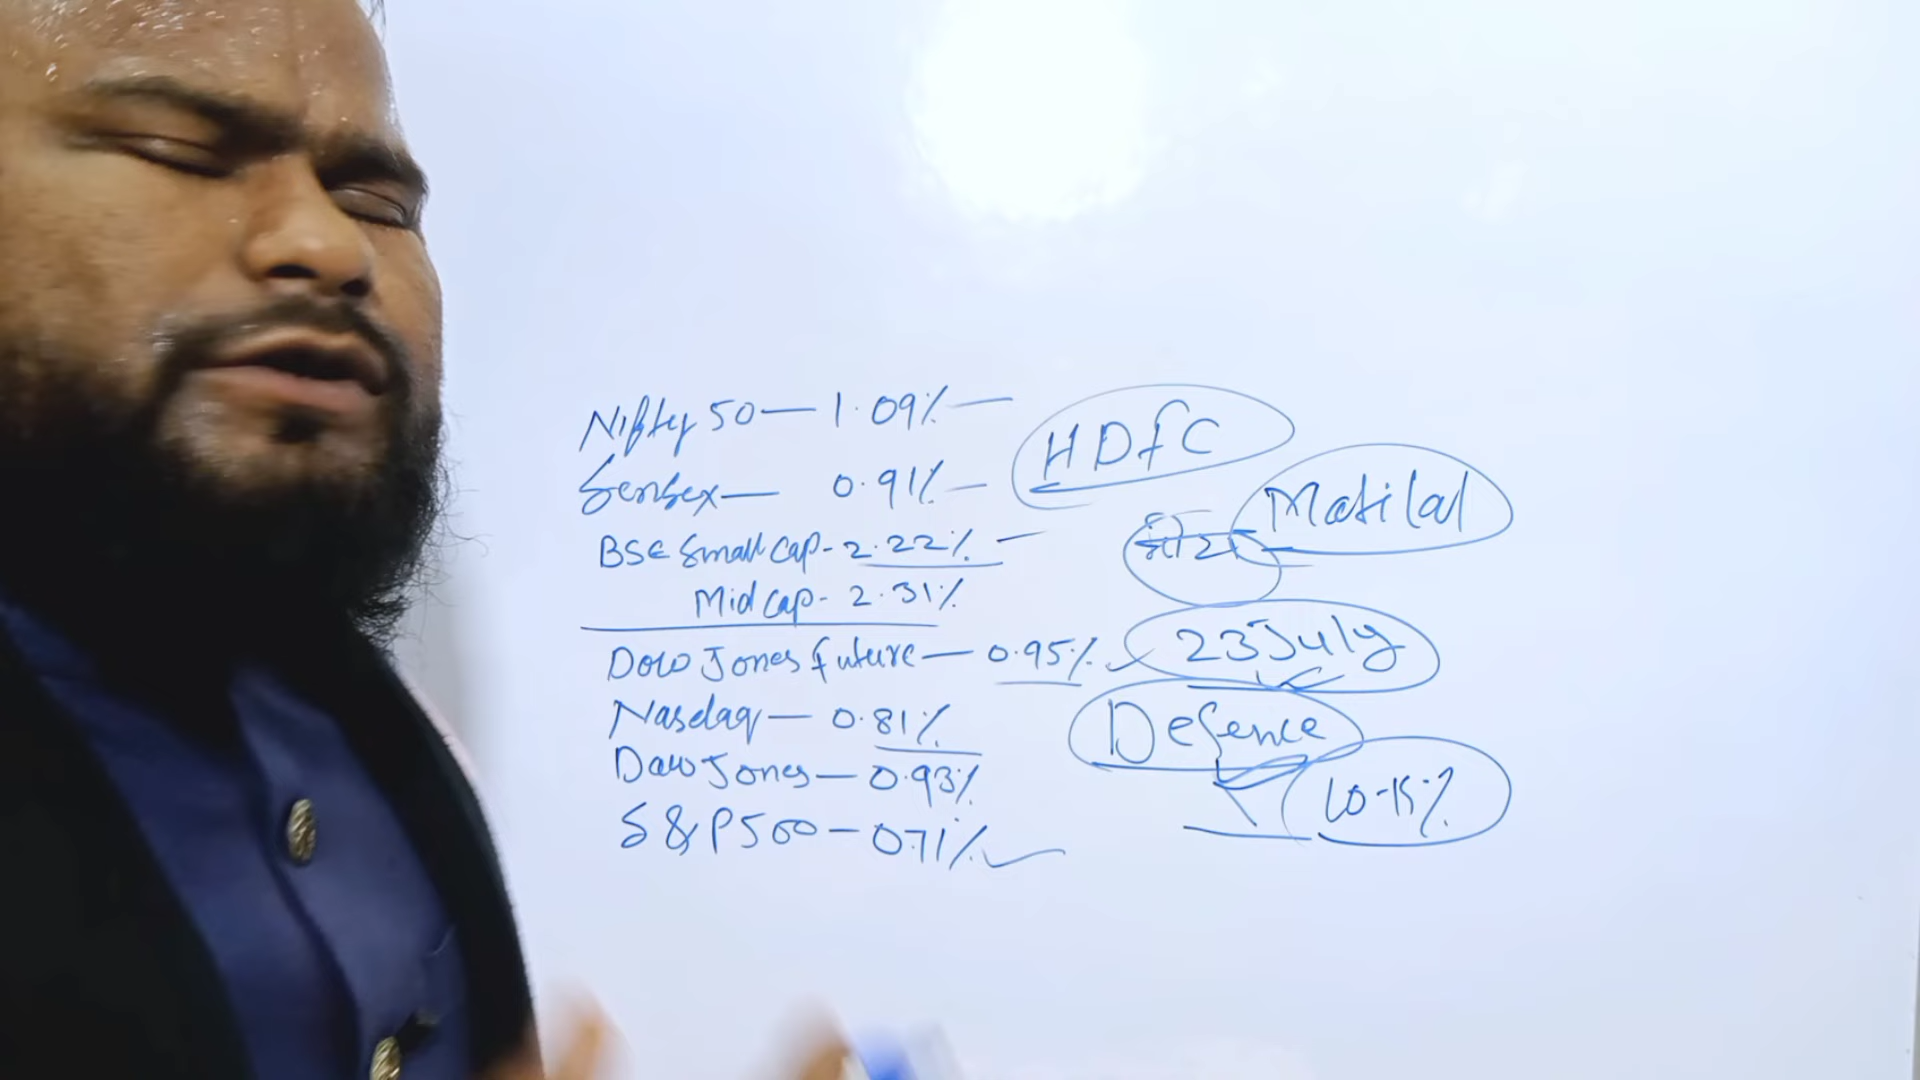 Nifty 50 — 1.09% —
Sensex — 0.91% —
BSE Small Cap - 2.22% —
Mid Cap - 2.31%
Dow Jones future — 0.95%
Nasdaq — 0.81%
Dow Jones — 0.93%
S&P 500 — 0.71%
HDFC
Motilal
23 July
Defence
10-15%